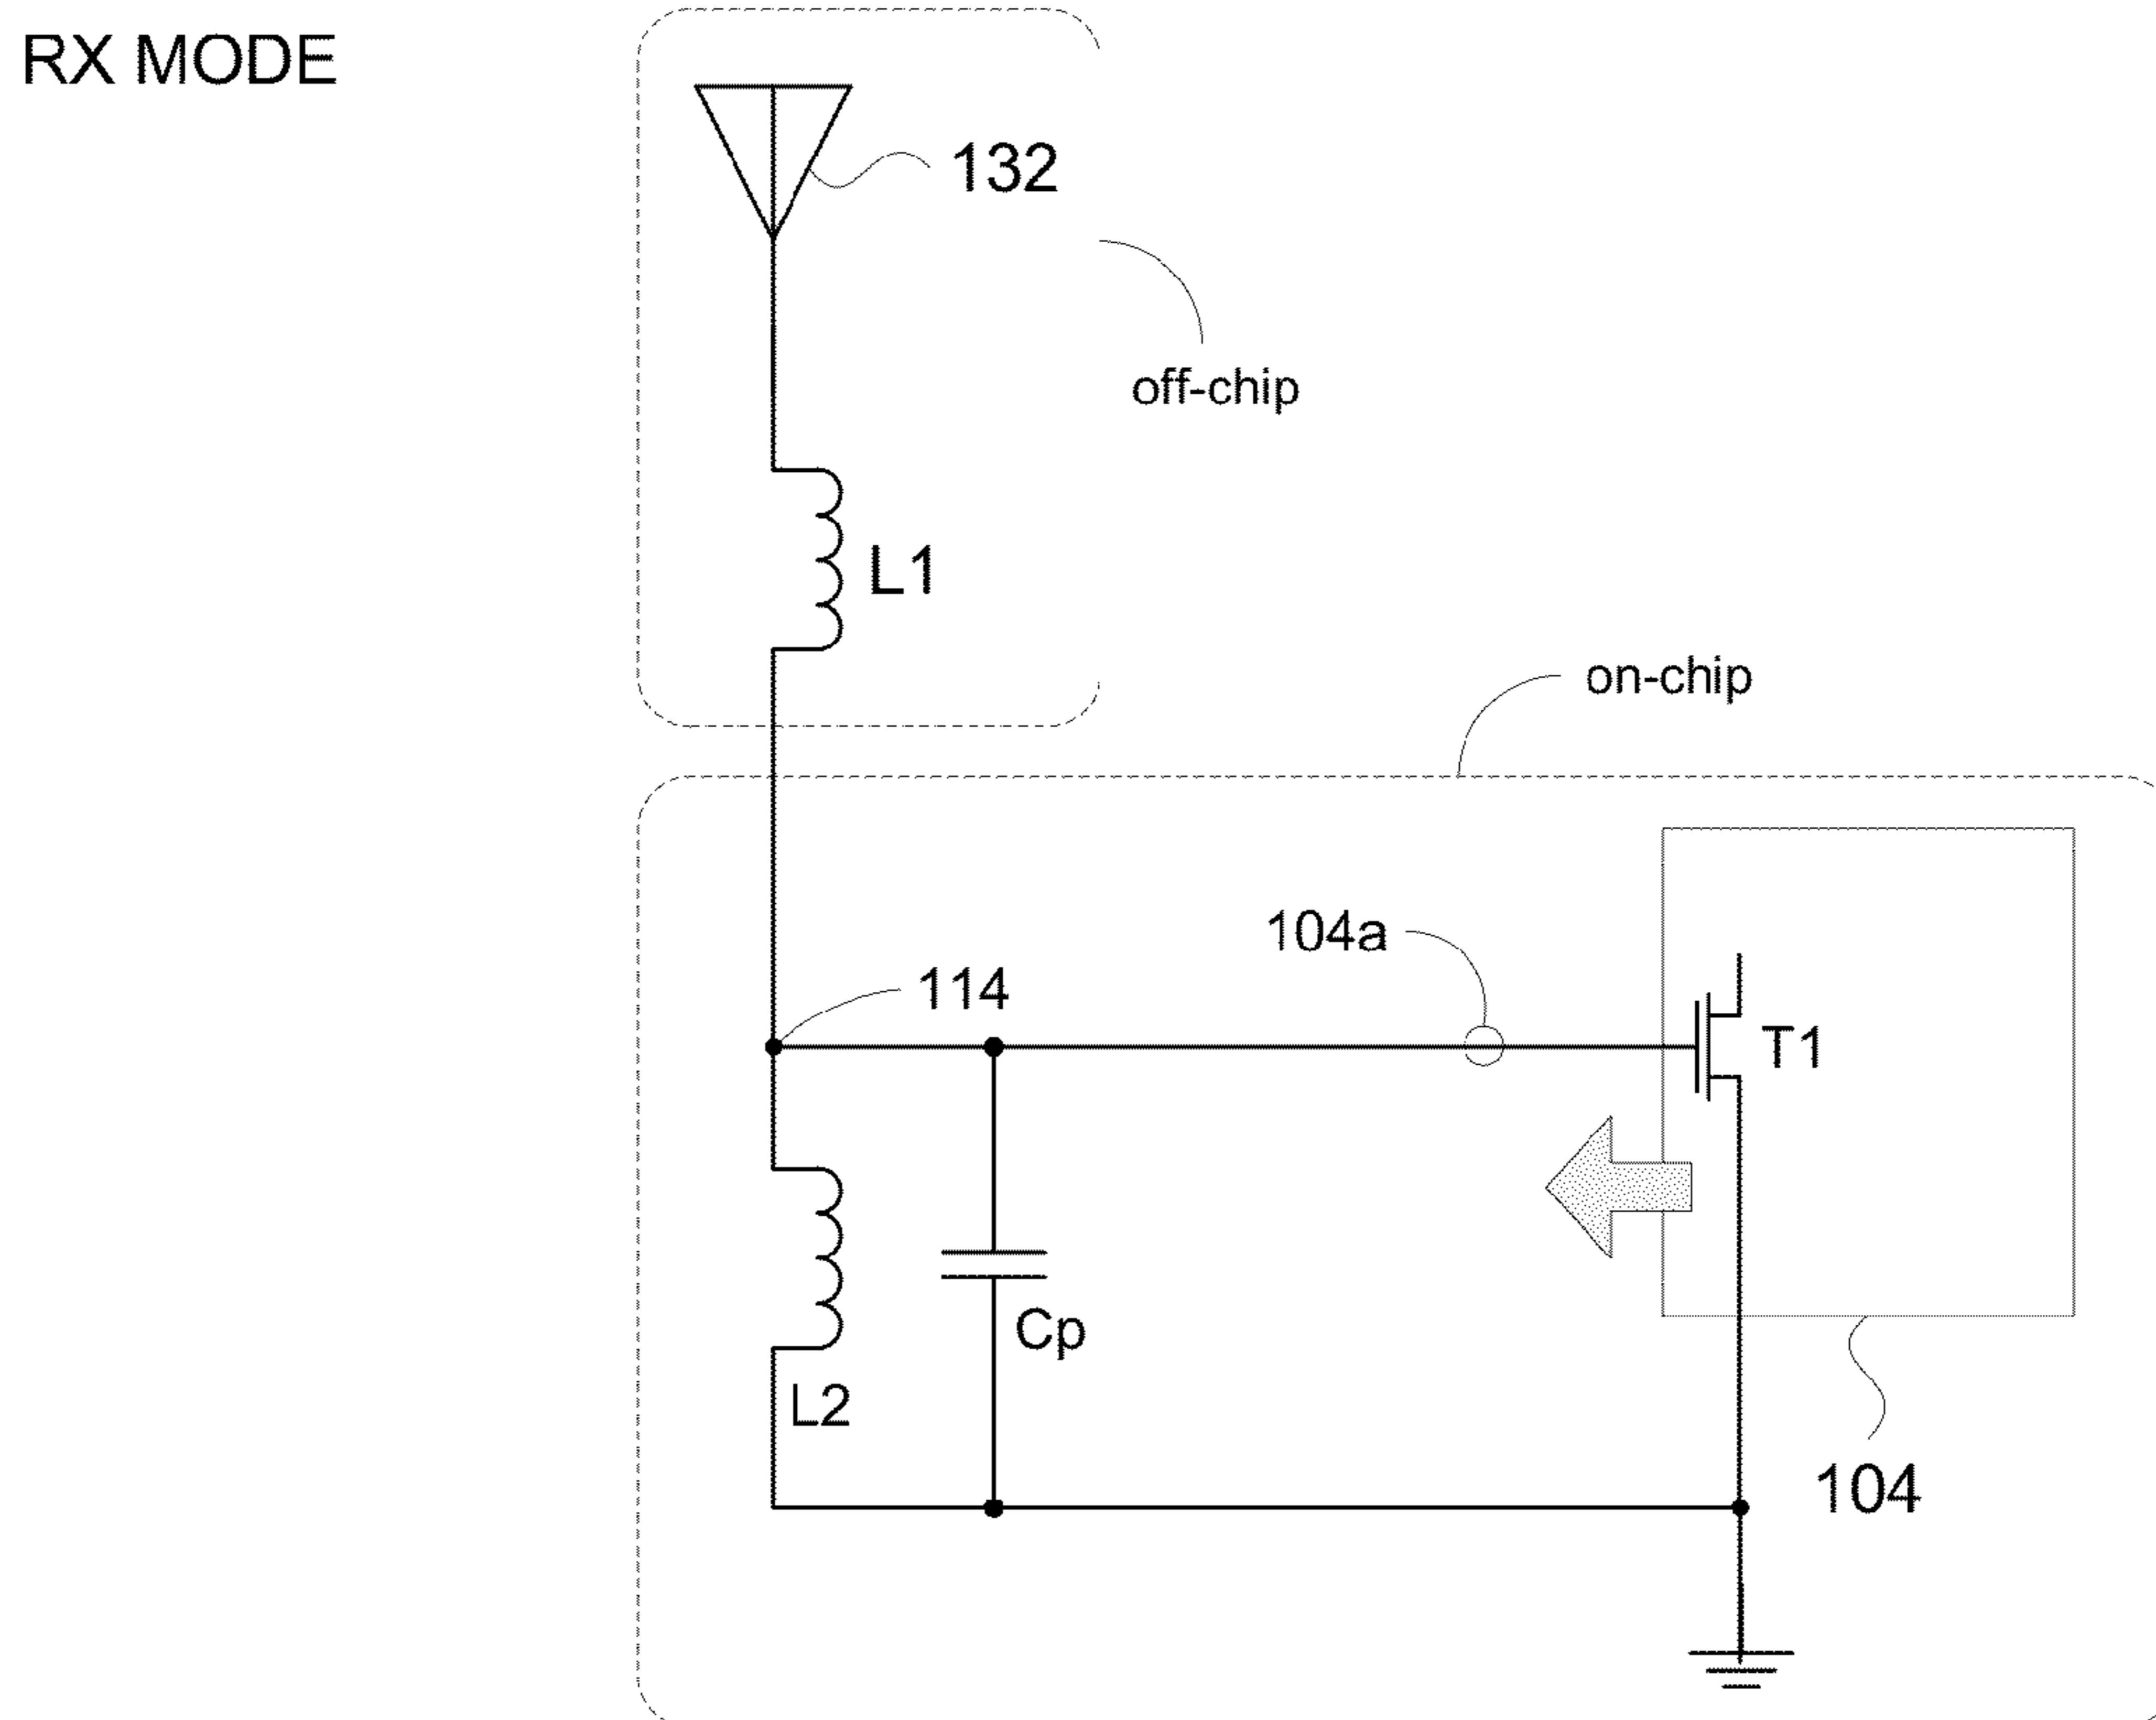 RX MODE
132
off-chip
L1
on-chip
104a
114
T1
Cp
L2
104